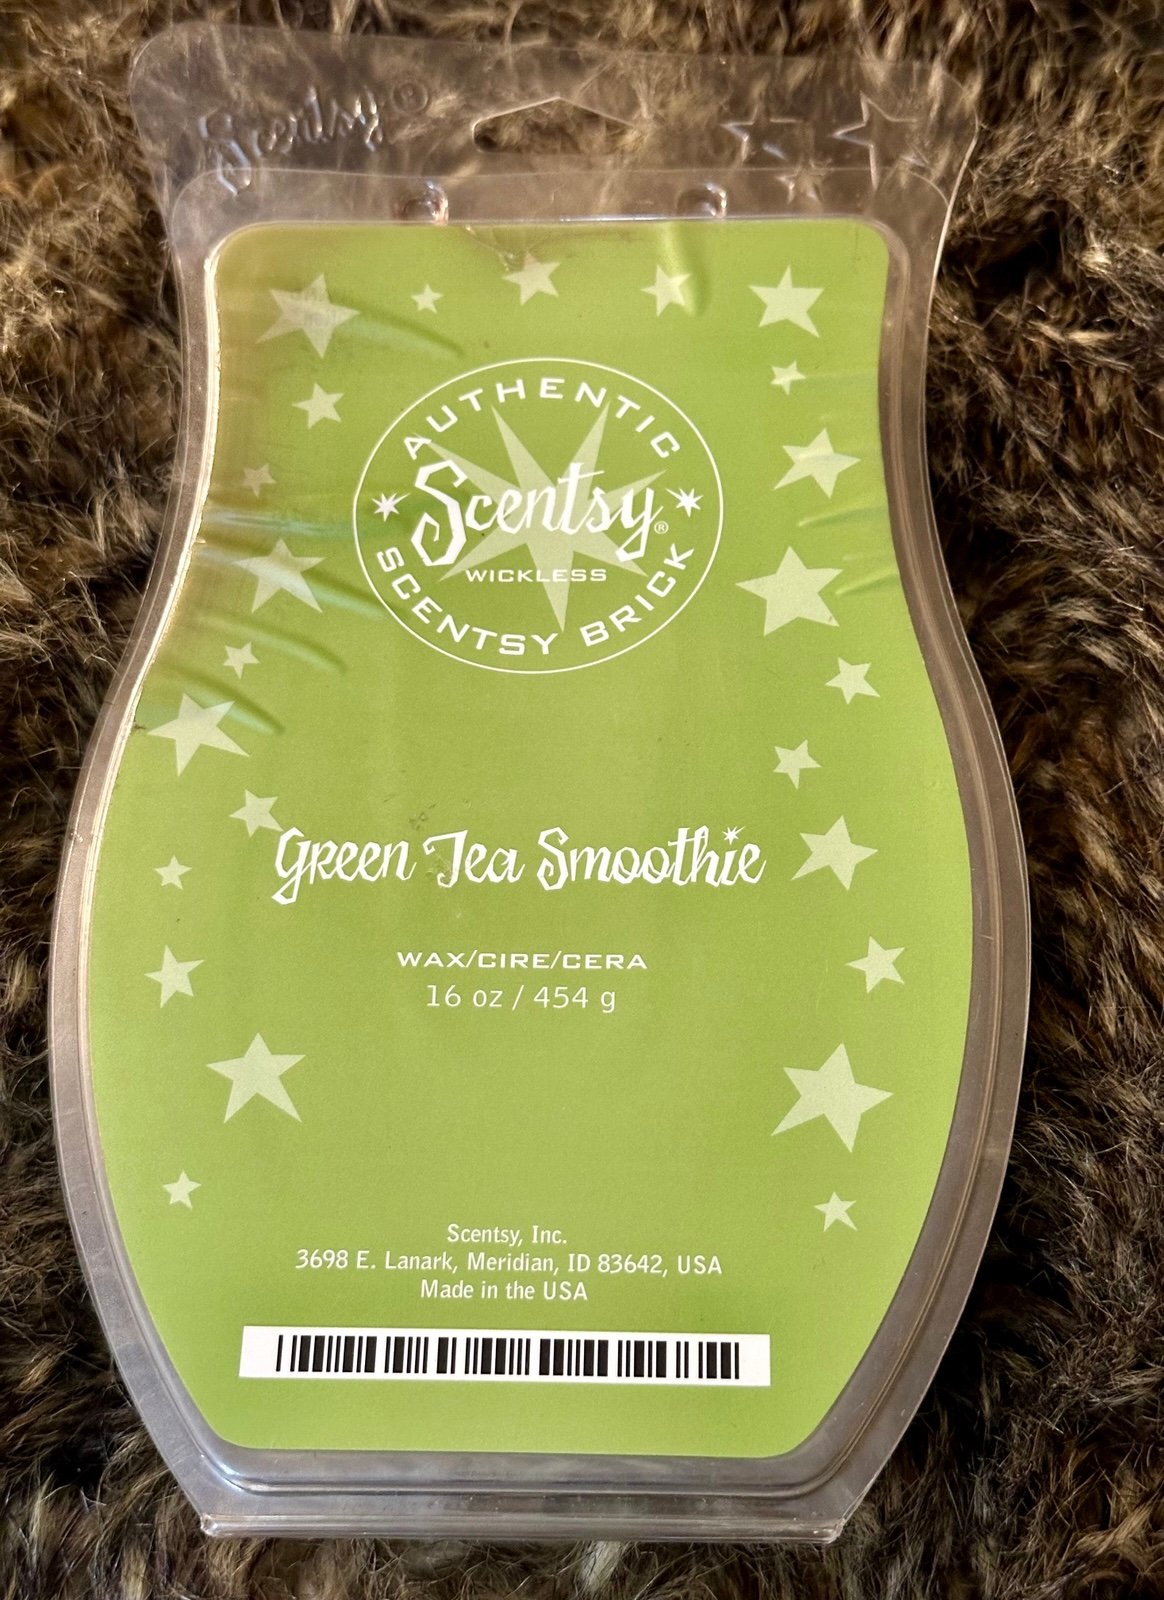 Scentsy®
AUTHENTIC
Scentsy®
WICKLESS
SCENTSY BRICK
Green Tea Smoothie
WAX/CIRE/CERA
16 oz / 454 g
Scentsy, Inc.
3698 E. Lanark, Meridian, ID 83642, USA
Made in the USA